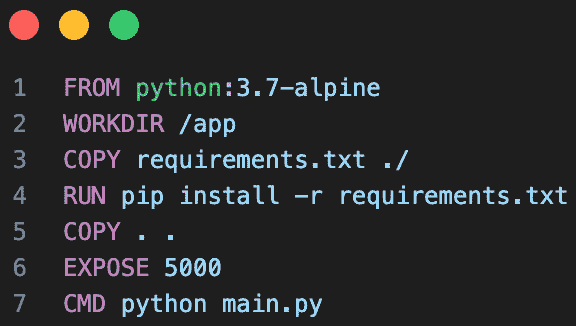 1 FROM python:3.7-alpine
2 WORKDIR /app
3 COPY requirements.txt ./
4 RUN pip install -r requirements.txt
5 COPY . .
6 EXPOSE 5000
7 CMD python main.py